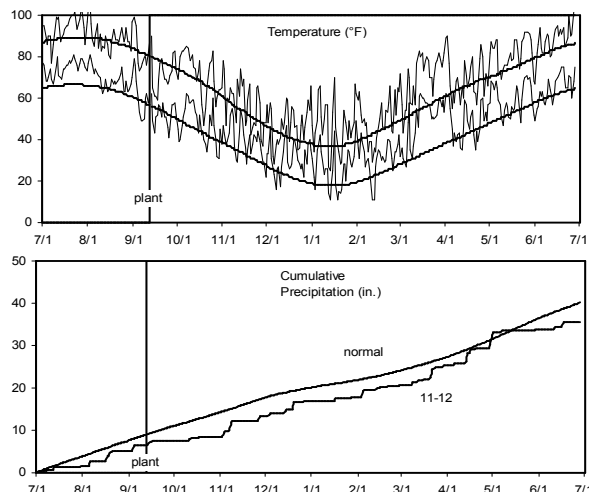 100
Temperature (°F)
80
60
40
20
plant
0
7/1 8/1 9/1 10/1 11/1 12/1 1/1 2/1 3/1 4/1 5/1 6/1 7/1
50
Cumulative
Precipitation (in.)
40
normal
30
20
11-12
10
plant
0
7/1 8/1 9/1 10/1 11/1 12/1 1/1 2/1 3/1 4/1 5/1 6/1 7/1